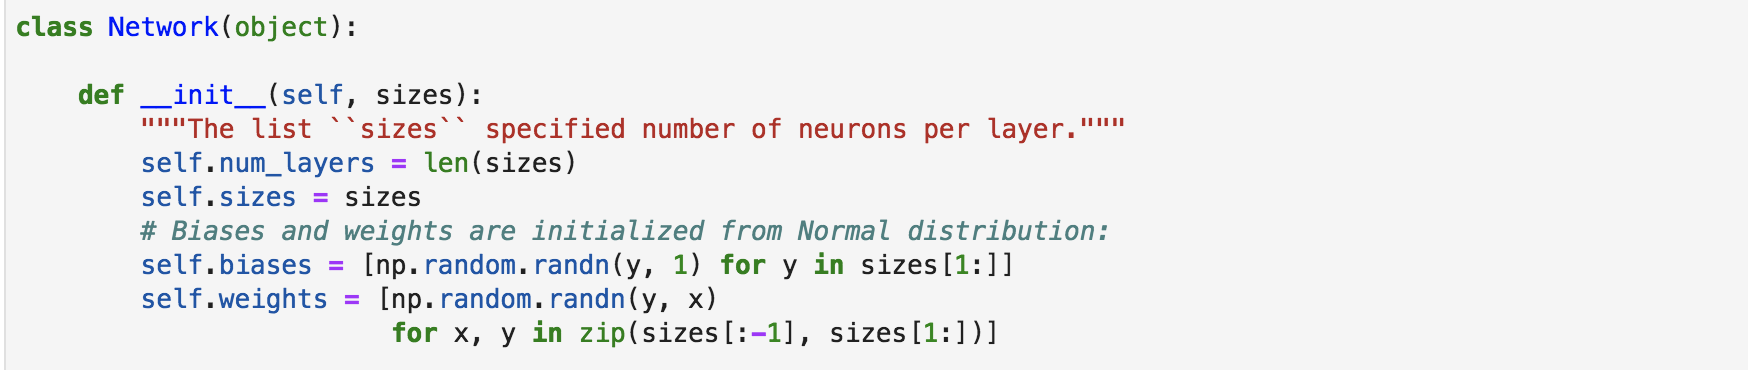 class Network(object):
def __init__(self, sizes):
"""The list ``sizes`` specified number of neurons per layer."""
self.num_layers = len(sizes)
self.sizes = sizes
# Biases and weights are initialized from Normal distribution:
self.biases = [np.random.randn(y, 1) for y in sizes[1:]]
self.weights = [np.random.randn(y, x)
for x, y in zip(sizes[:-1], sizes[1:])]